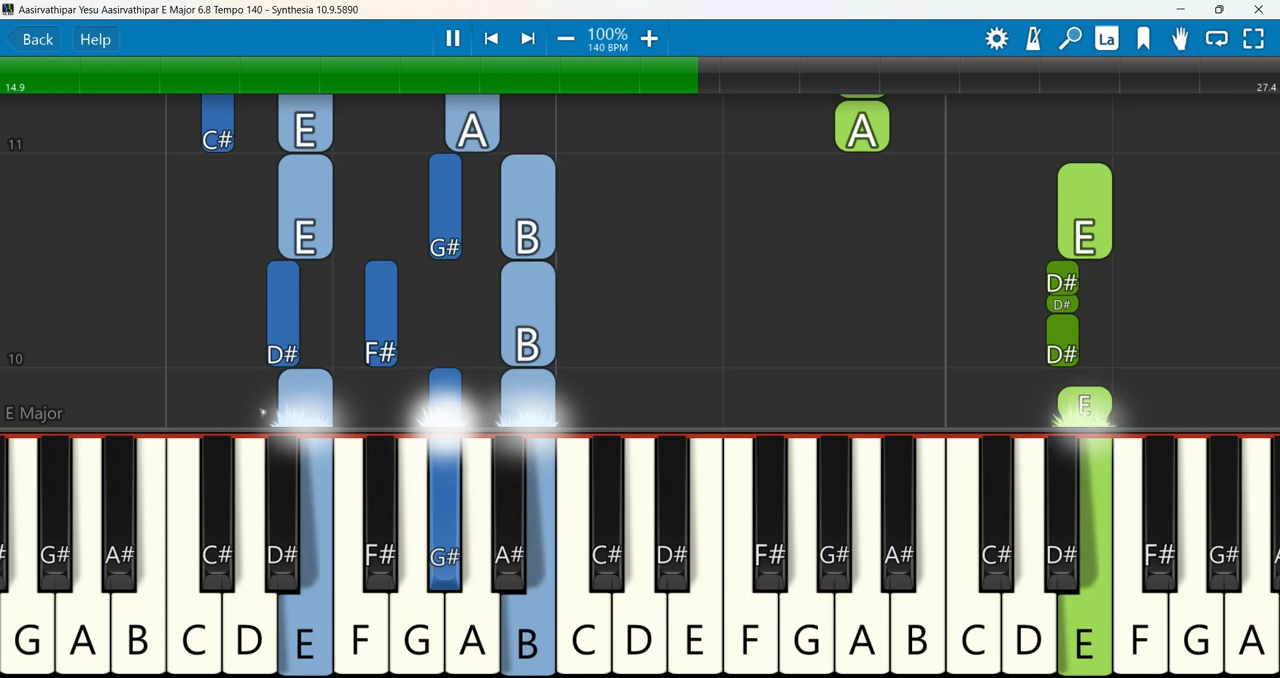 Aasirvathipar Yesu Aasirvathipar E Major 6.8 Tempo 140 - Synthesia 10.9.5890
Back Help 100% La
140 BPM
14.9 27.4
C# E A A
11
E G# B E
D#
D#
D# F# B D#
10
E
E Major
G# A# C# D# F# G# A# C# D# F# G# A# C# D# F# G#
G A B C D E F G A B C D E F G A B C D E F G A